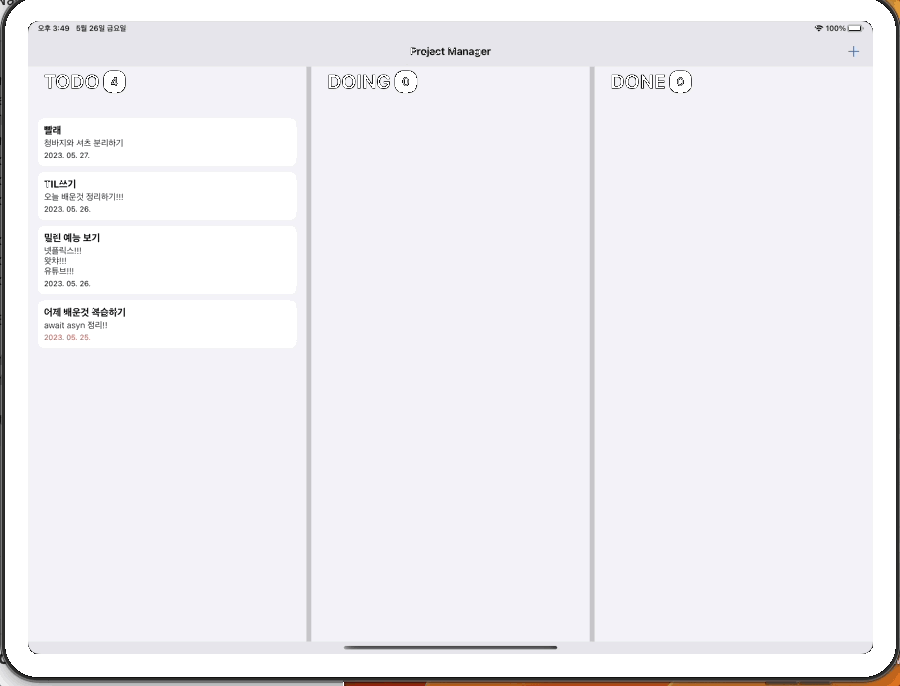 오후 3:49 5월 26일 금요일
100%
Project Manager
TODO 4
DOING 0
DONE 0
빨래
청바지와 셔츠 분리하기
2023. 05. 27.
TIL쓰기
오늘 배운것 정리하기!!!
2023. 05. 26.
밀린 예능 보기
넷플릭스!!!
왓챠!!!
유튜브!!!
2023. 05. 26.
어제 배운것 복습하기
await asyn 정리!!
2023. 05. 25.